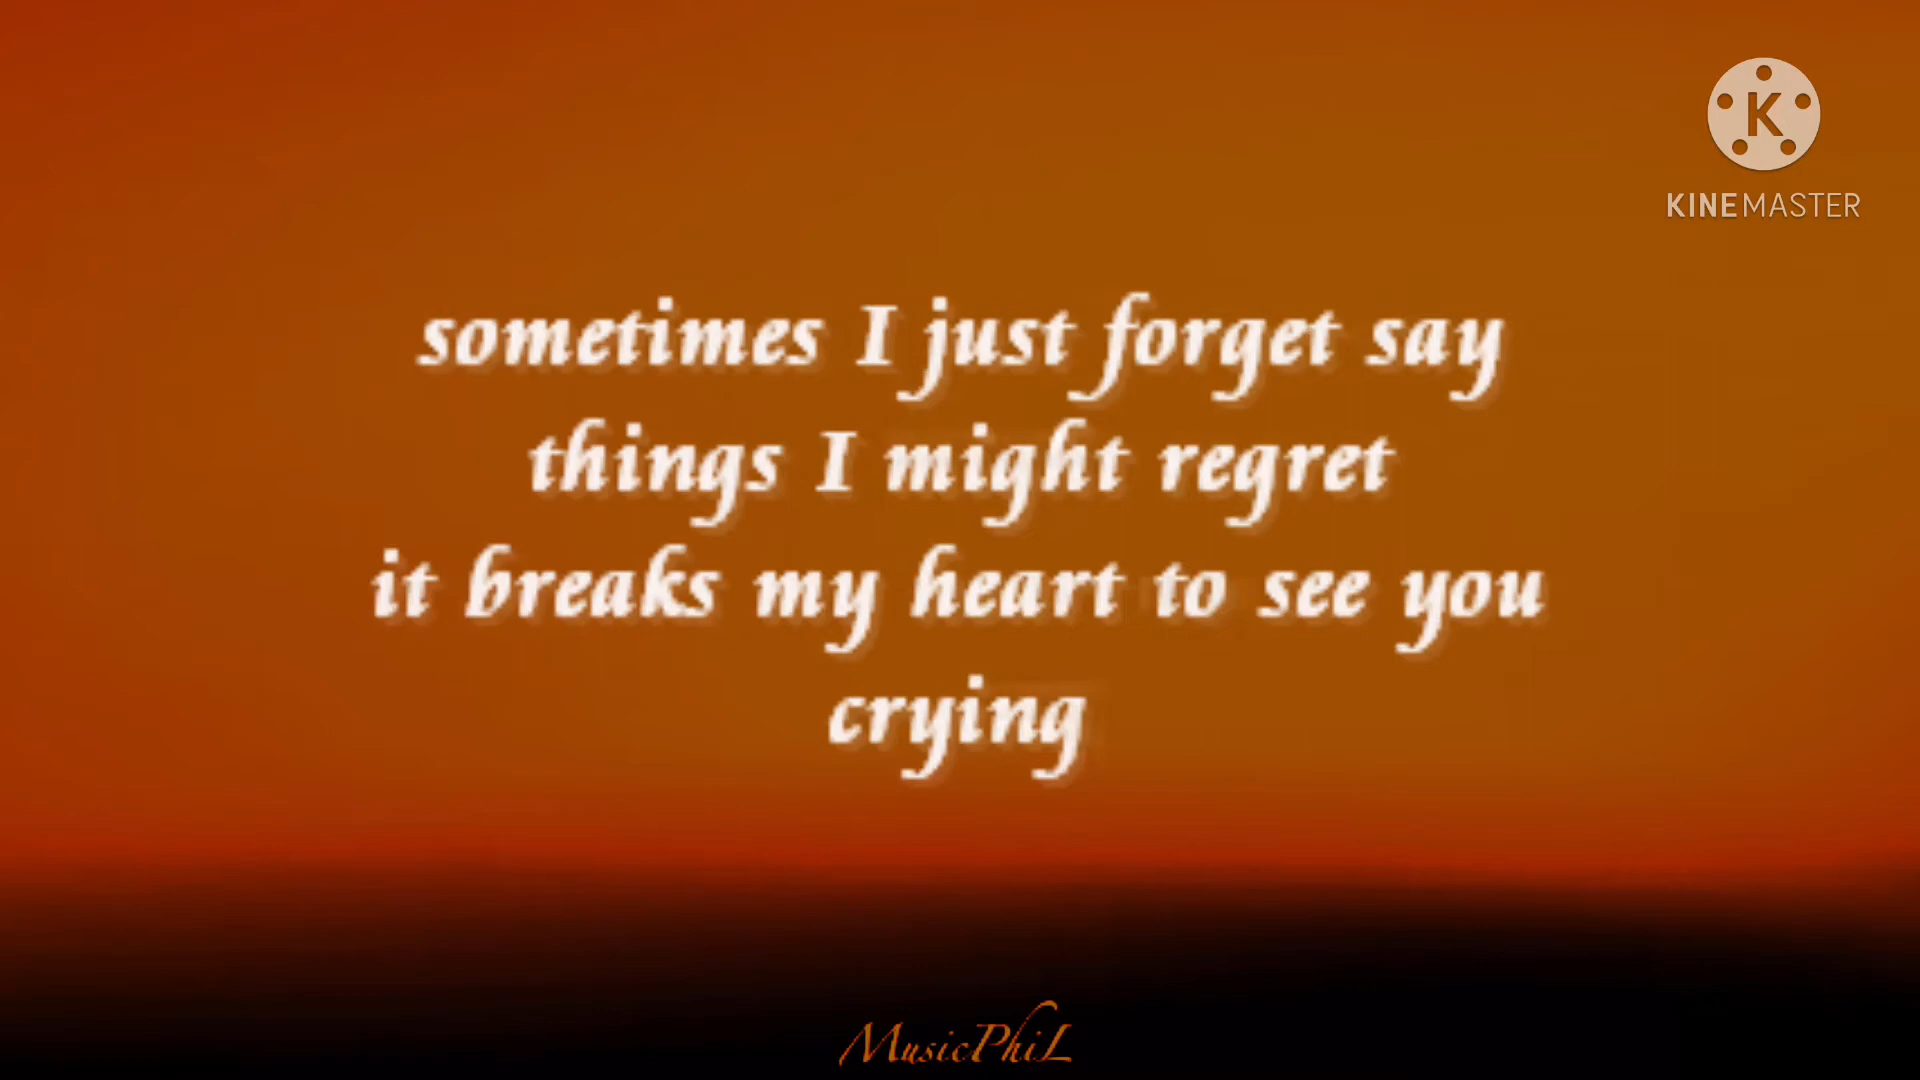 K
KINEMASTER
sometimes I just forget say
things I might regret
it breaks my heart to see you
crying
MusicPhiL